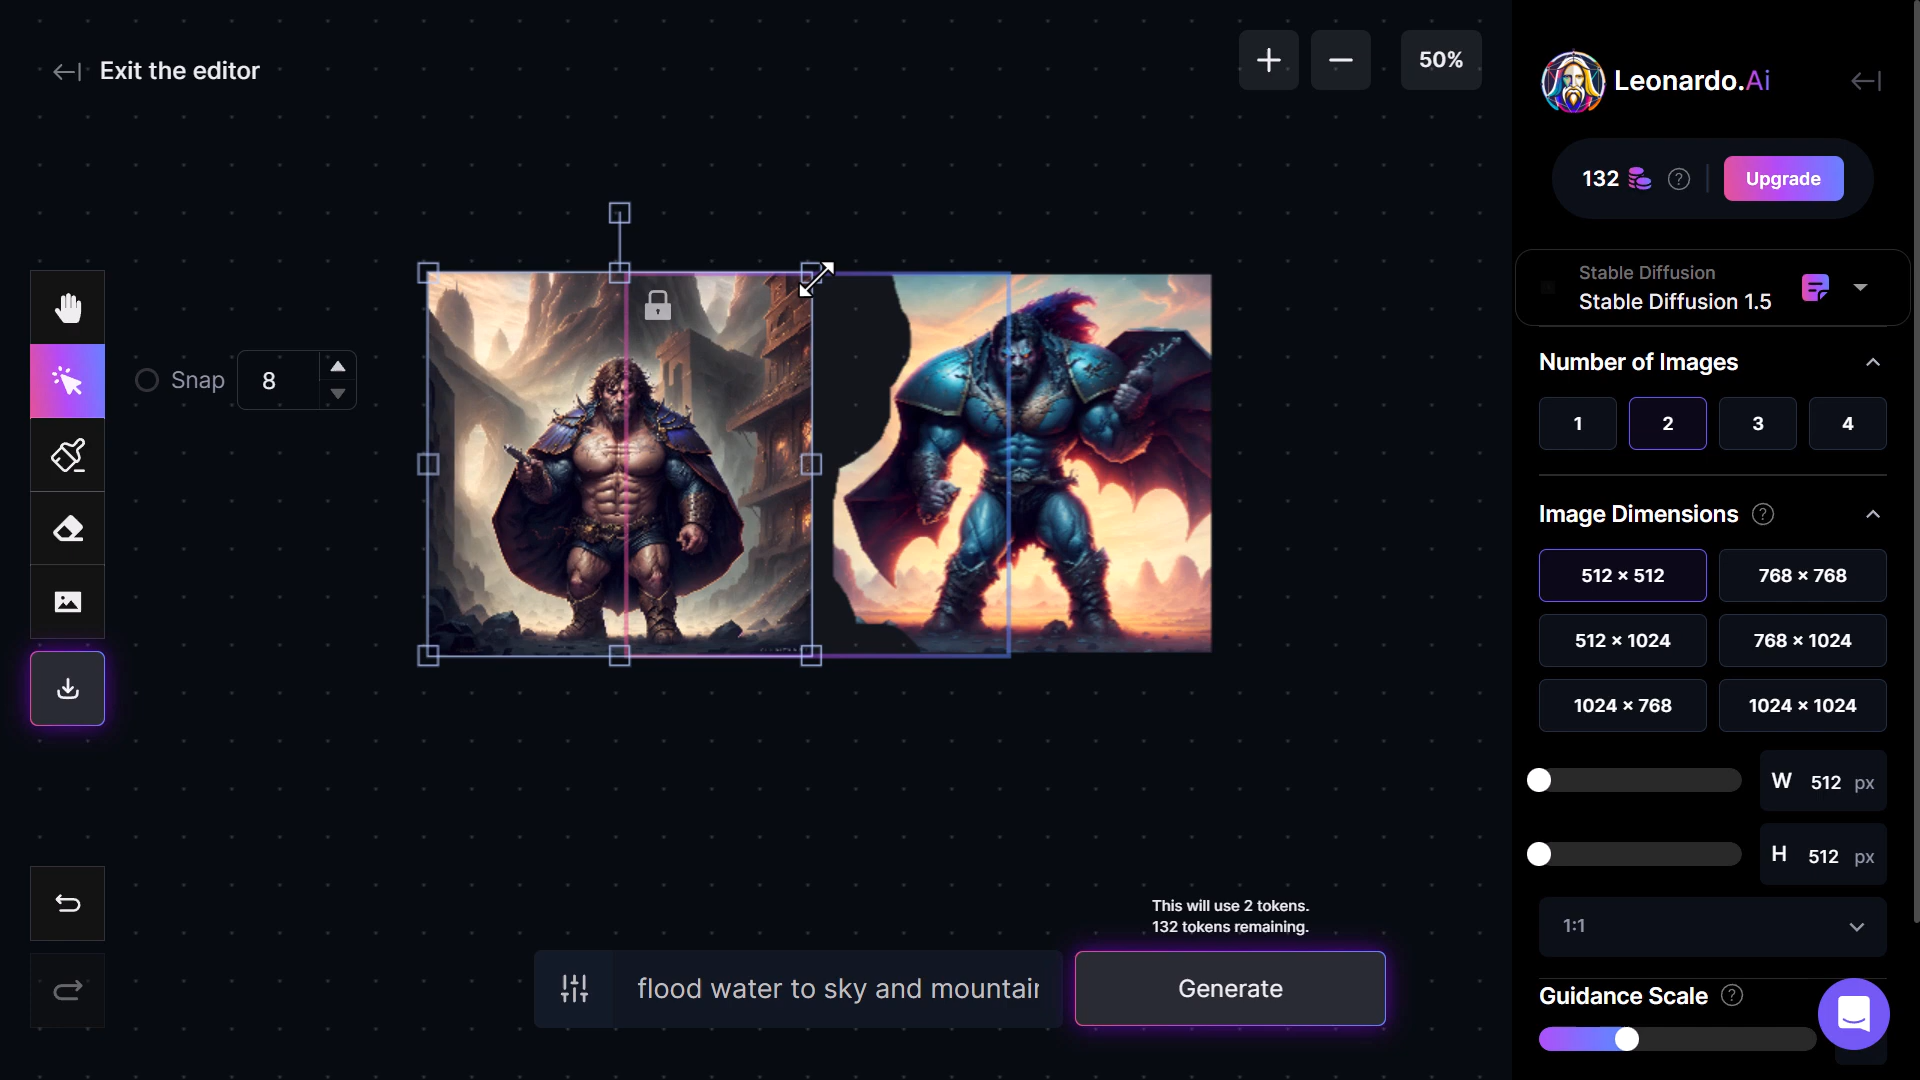 Exit the editor
50%
Leonardo.Ai
132
Upgrade
Stable Diffusion
Stable Diffusion 1.5
Snap
8
Number of Images
1
2
3
4
Image Dimensions
512 × 512
768 × 768
512 × 1024
768 × 1024
1024 × 768
1024 × 1024
W 512 px
H 512 px
1:1
Guidance Scale
This will use 2 tokens.
132 tokens remaining.
flood water to sky and mountain
Generate